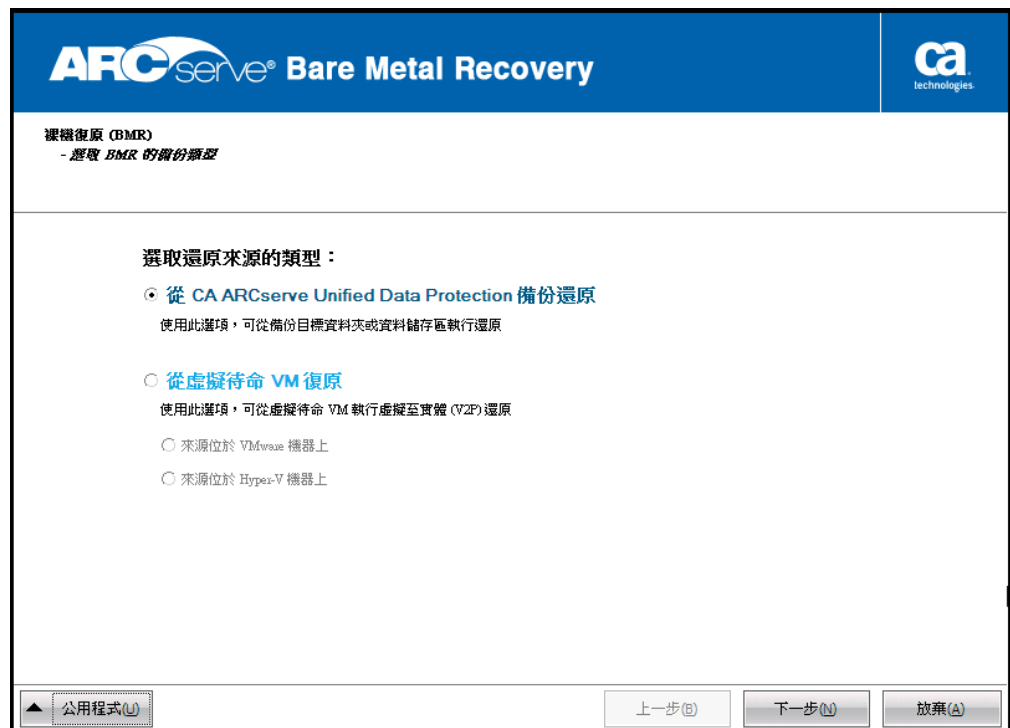 ARCserve® Bare Metal Recovery
ca technologies
裸機復原 (BMR)
- 選取 BMR 的備份類型
選取還原來源的類型：
從 CA ARCserve Unified Data Protection 備份還原
使用此選項，可從備份目標資料夾或資料儲存區執行還原
從虛擬待命 VM 復原
使用此選項，可從虛擬待命 VM 執行虛擬至實體 (V2P) 還原
來源位於 VMware 機器上
來源位於 Hyper-V 機器上
公用程式(U)
上一步(B)
下一步(N)
放棄(A)